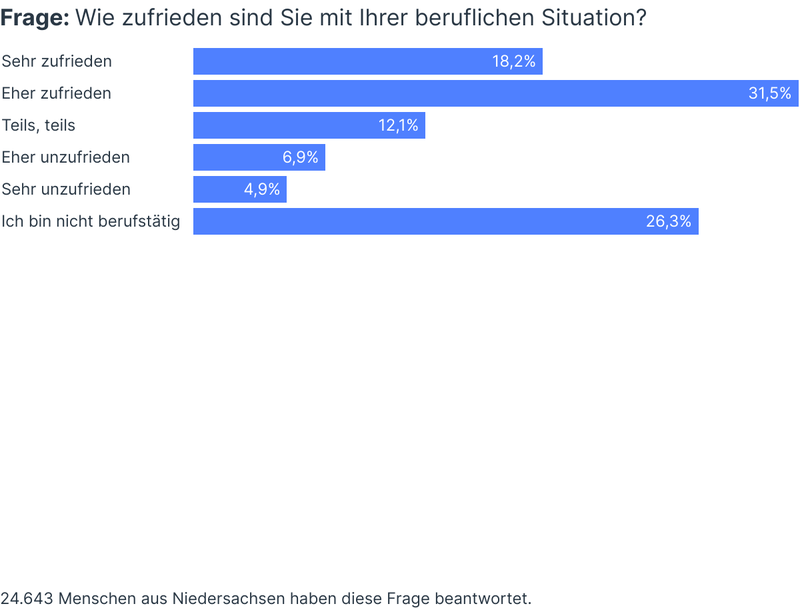 Frage: Wie zufrieden sind Sie mit Ihrer beruflichen Situation?
Sehr zufrieden 18,2%
Eher zufrieden 31,5%
Teils, teils 12,1%
Eher unzufrieden 6,9%
Sehr unzufrieden 4,9%
Ich bin nicht berufstätig 26,3%
24.643 Menschen aus Niedersachsen haben diese Frage beantwortet.